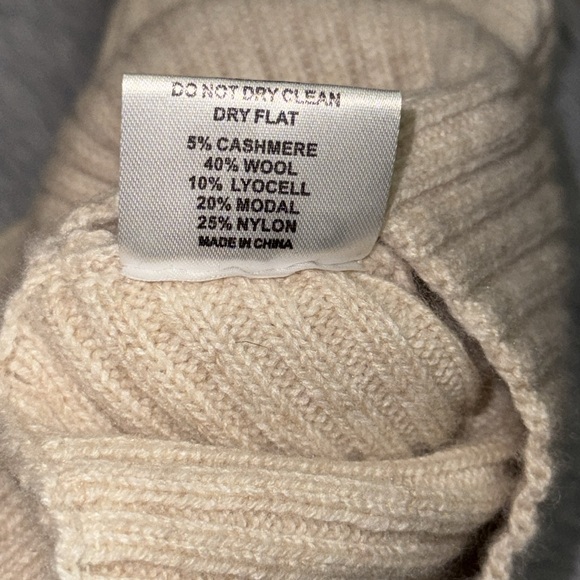 DO NOT DRY CLEAN
DRY FLAT
5% CASHMERE
40% WOOL
10% LYOCELL
20% MODAL
25% NYLON
MADE IN CHINA